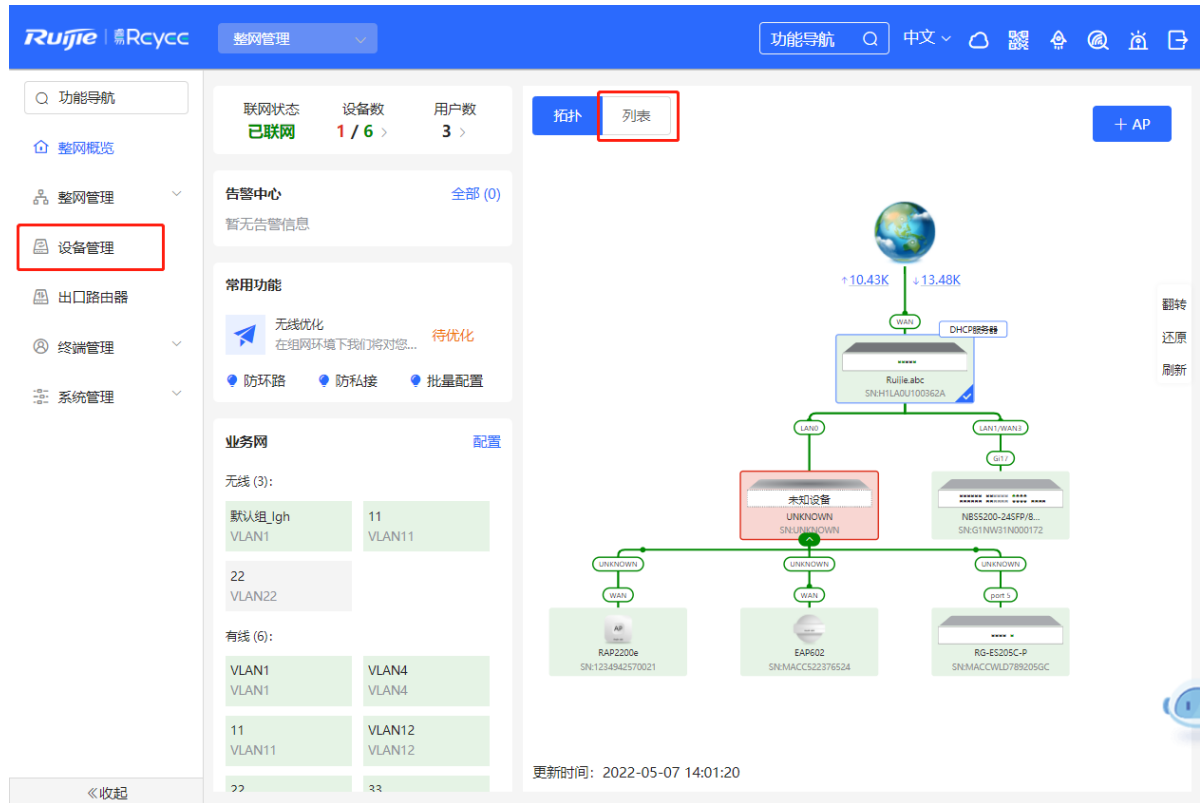 Ruijie | Reycc
整网管理
功能导航
中文
功能导航
整网概览
整网管理
设备管理
出口路由器
终端管理
系统管理
《收起
联网状态 设备数 用户数
已联网 1 / 6 > 3 >
告警中心 全部 (0)
暂无告警信息
常用功能
无线优化
在组网环境下我们将对您...
待优化
防环路 防私接 批量配置
业务网 配置
无线 (3):
默认组_lgh 11
VLAN1 VLAN11
22
VLAN22
有线 (6):
VLAN1 VLAN4
VLAN1 VLAN4
11 VLAN12
VLAN11 VLAN12
22 33
拓扑 列表
+ AP
↑10.43K ↓13.48K
WAN
DHCP服务器
Ruijie.abc
SN:H1LA0U100362A
LAN0 LAN1/WAN3
Gi17
未知设备
UNKNOWN
SN:UNKNOWN
NBS5200-24SFP/8...
SN:G1NW31N000172
UNKNOWN UNKNOWN UNKNOWN
WAN WAN port 5
AP
RAP2200e EAP602 RG-ES205C-P
SN:1234942570021 SN:MACC522376524 SN:MACCWLD789205GC
翻转
还原
刷新
更新时间：2022-05-07 14:01:20